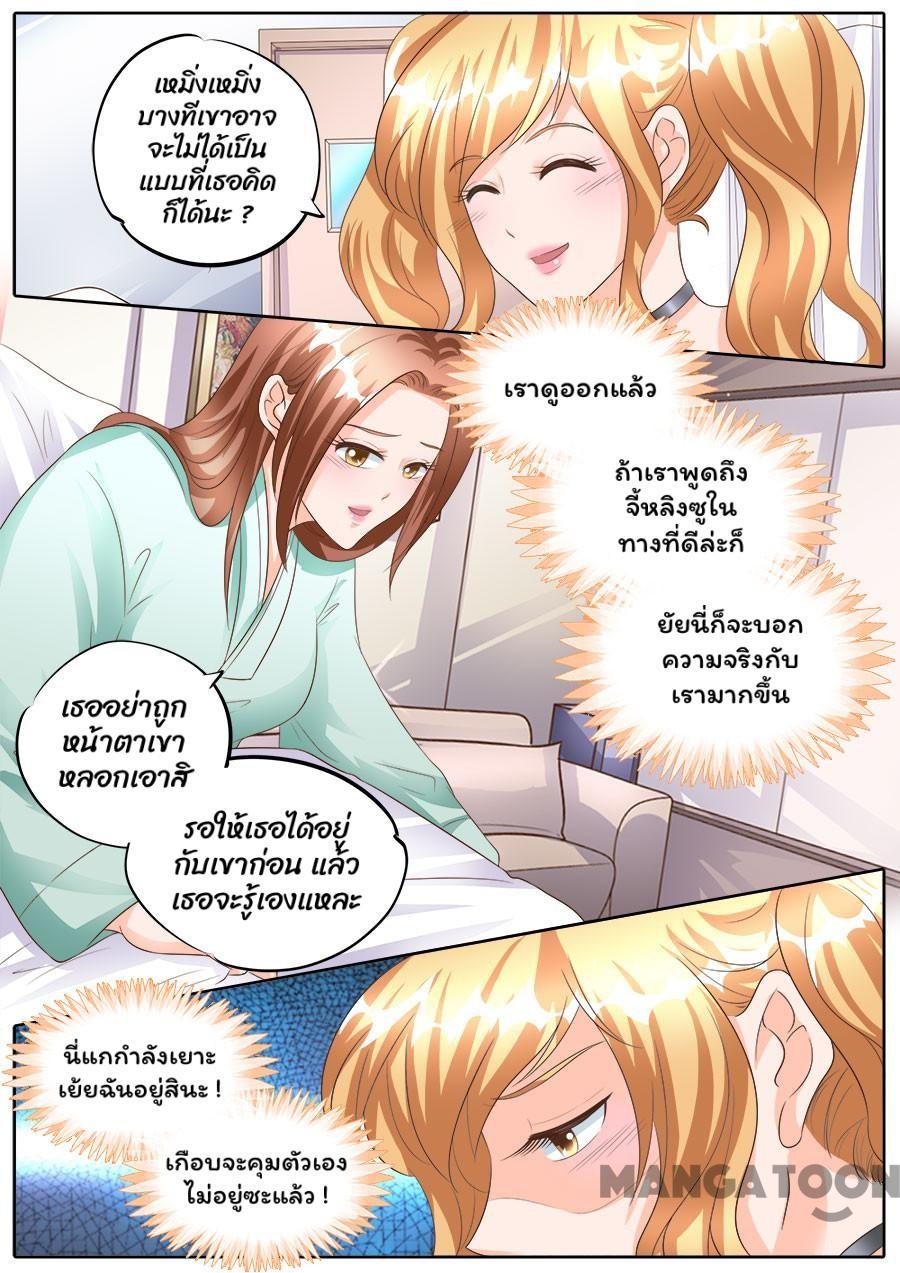 เหมิ่งเหมิ่ง
บางทีเขาอาจ
จะไม่ได้เป็น
แบบที่เธอคิด
ก็ได้นะ ?
เราดูออกแล้ว
ถ้าเราพูดถึง
จี้หลิงซูใน
ทางที่ดีล่ะก็
ยัยนี่ก็จะบอก
ความจริงกับ
เรามากขึ้น
เธออย่าถูก
หน้าตาเขา
หลอกเอาสิ
รอให้เธอได้อยู่
กับเขาก่อน แล้ว
เธอจะรู้เองแหละ
นี่แกกำลังเยาะ
เย้ยฉันอยู่สินะ !
เกือบจะคุมตัวเอง
ไม่อยู่ซะแล้ว !
MANGATOON